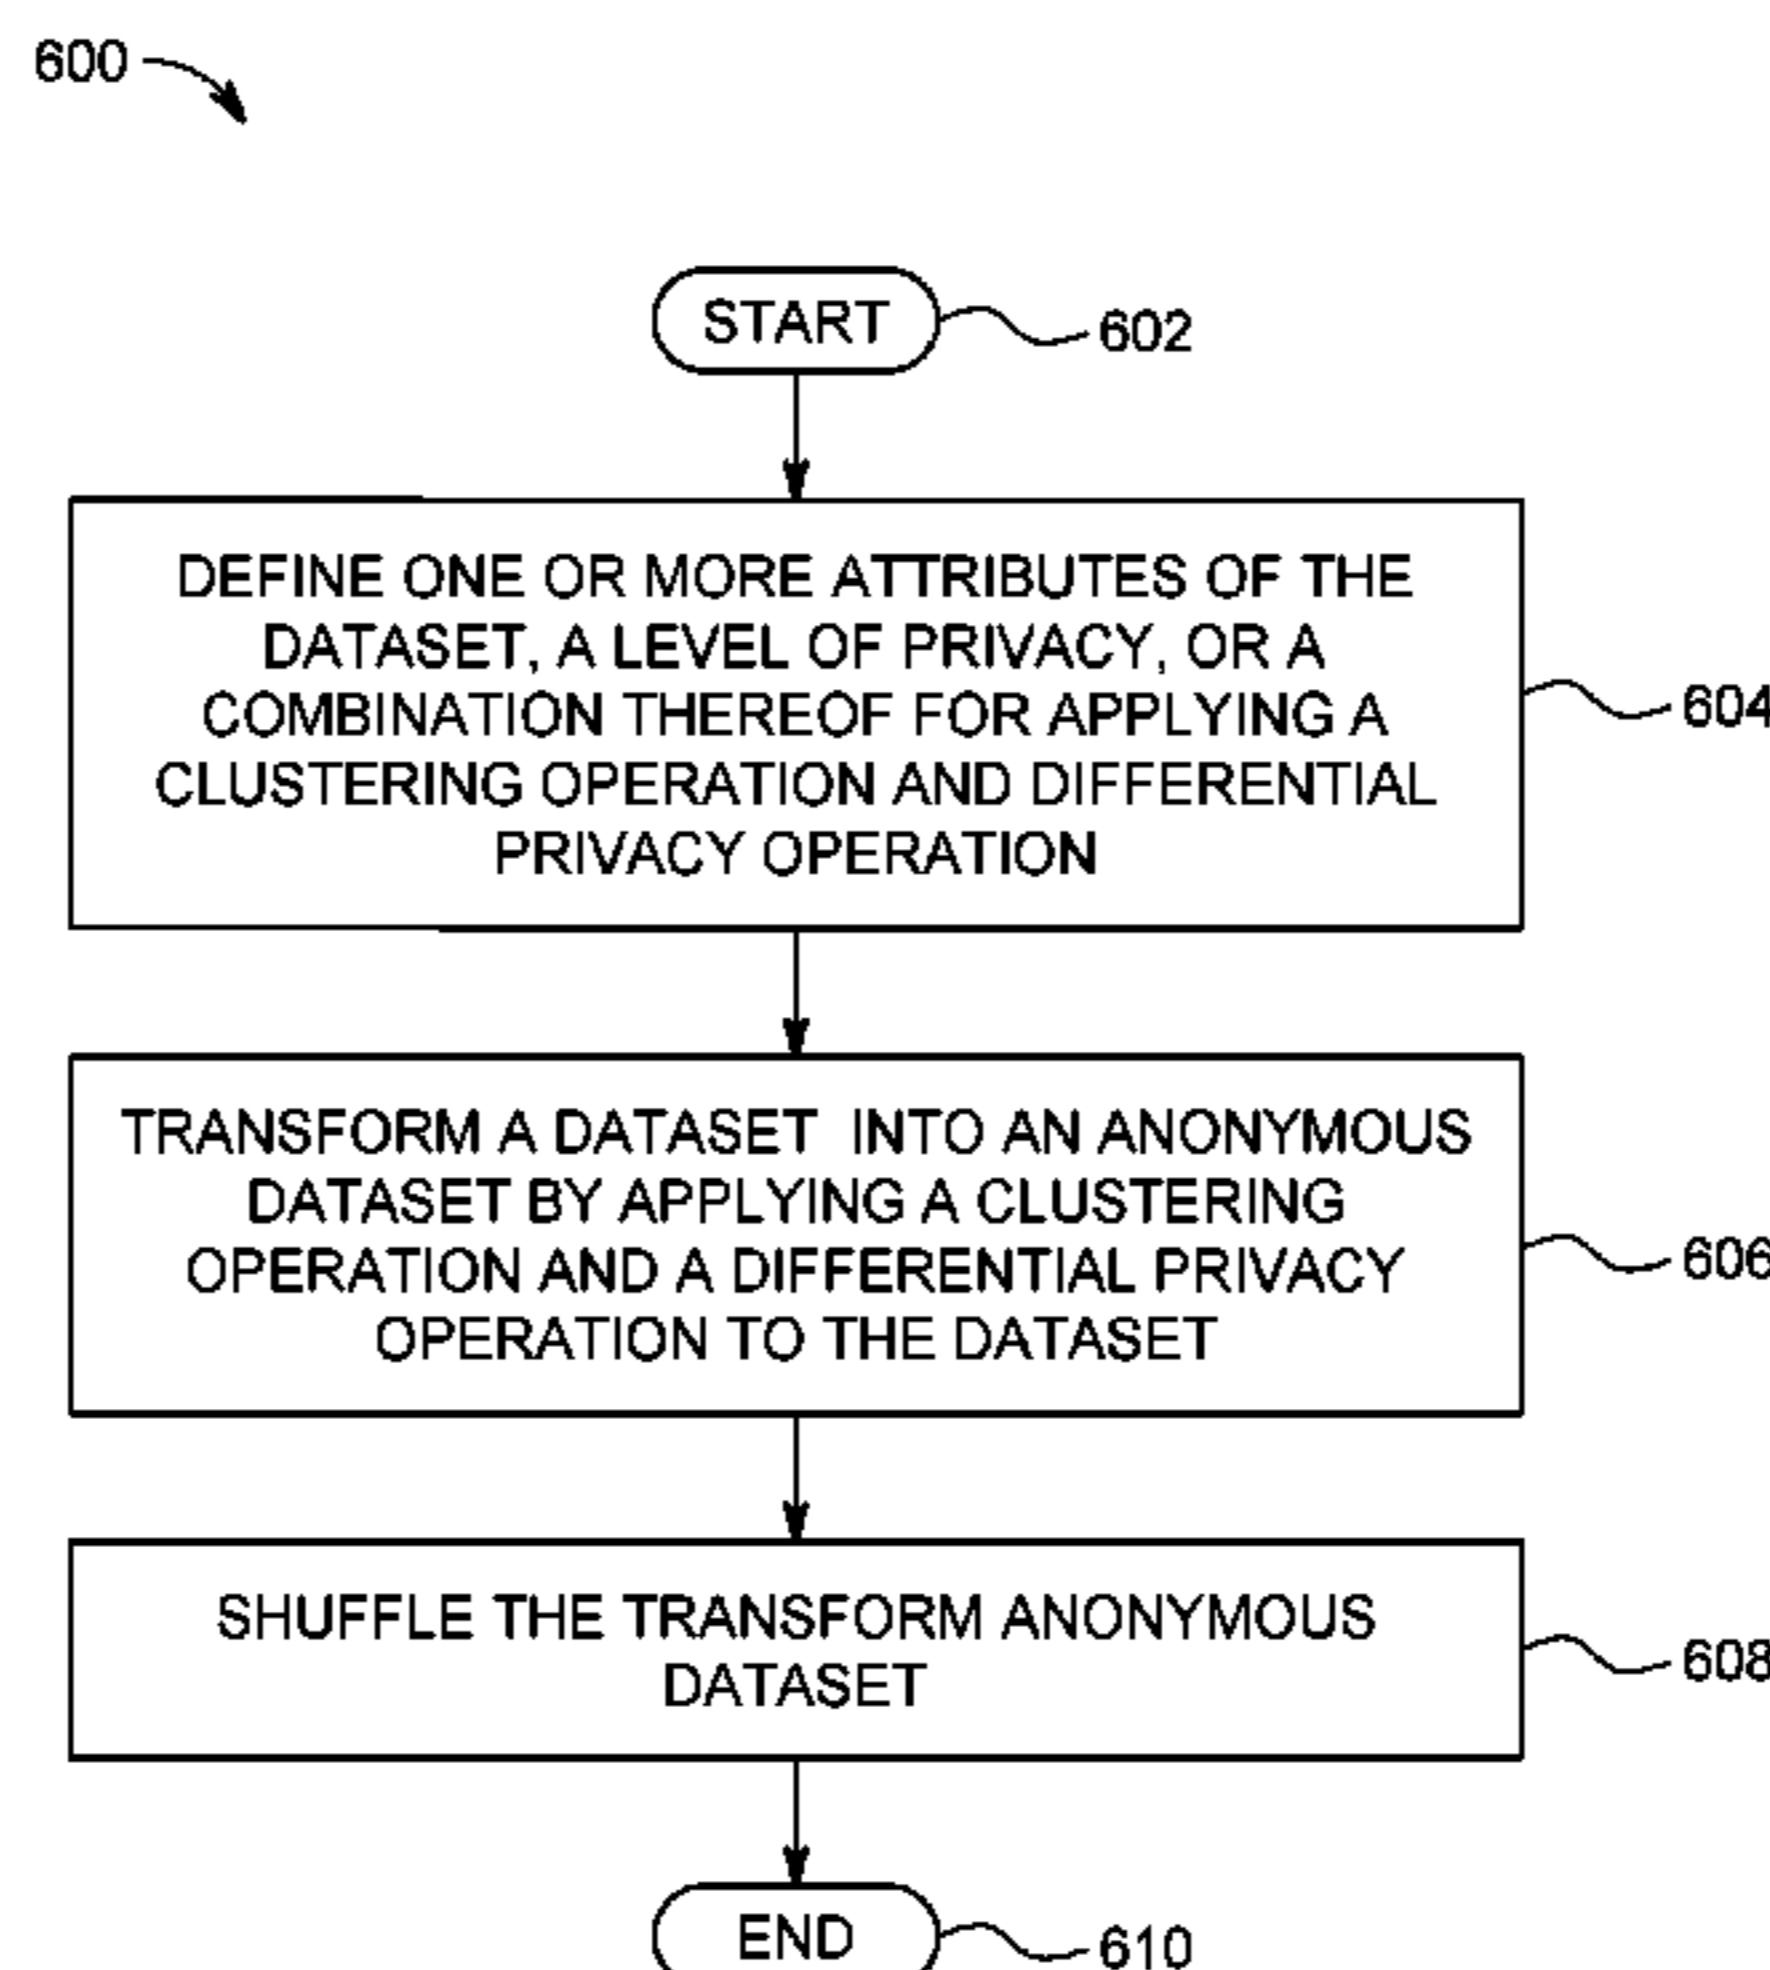 600
START
602
DEFINE ONE OR MORE ATTRIBUTES OF THE
DATASET, A LEVEL OF PRIVACY, OR A
COMBINATION THEREOF FOR APPLYING A
CLUSTERING OPERATION AND DIFFERENTIAL
PRIVACY OPERATION
604
TRANSFORM A DATASET INTO AN ANONYMOUS
DATASET BY APPLYING A CLUSTERING
OPERATION AND A DIFFERENTIAL PRIVACY
OPERATION TO THE DATASET
606
SHUFFLE THE TRANSFORM ANONYMOUS
DATASET
608
END
610